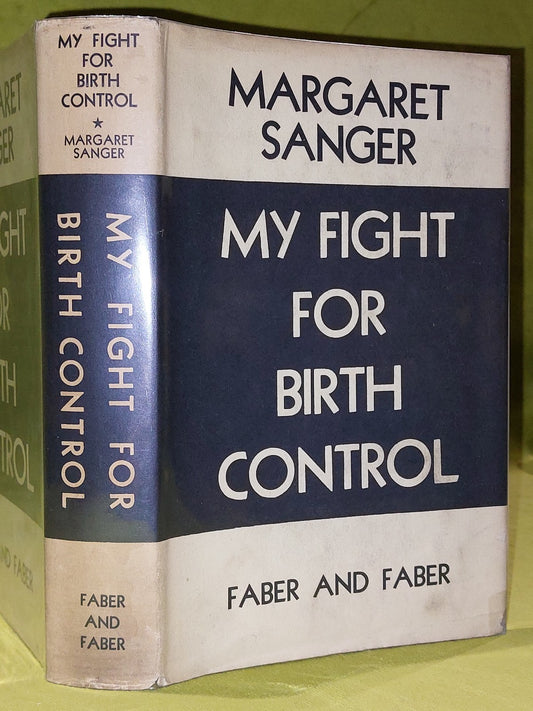 MY FIGHT
FOR
BIRTH
CONTROL
★
MARGARET
SANGER
MY FIGHT FOR
BIRTH CONTROL
FABER
AND
FABER
MARGARET
SANGER
MY FIGHT
FOR
BIRTH
CONTROL
FABER AND FABER